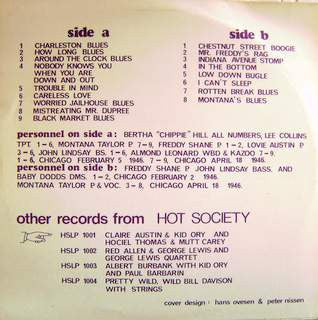 side a
1 CHARLESTON BLUES
2 HOW LONG BLUES
3 AROUND THE CLOCK BLUES
4 NOBODY KNOWS YOU
WHEN YOU ARE
DOWN AND OUT
5 TROUBLE IN MIND
6 CARELESS LOVE
7 WORRIED JAILHOUSE BLUES
8 MISTREATING MR. DUPREE
9 BLACK MARKET BLUES
side b
1 CHESTNUT STREET BOOGIE
2 MR. FREDDY'S RAG
3 INDIANA AVENUE STOMP
4 IN THE BOTTOM
5 LOW DOWN BUGLE
6 I CAN'T SLEEP
7 ROTTEN BREAK BLUES
8 MONTANA'S BLUES
personnel on side a: BERTHA "CHIPPIE" HILL ALL NUMBERS, LEE COLLINS
TPT. 1-6, MONTAYA TAYLOR P 7-9, FREDDY SHANE P 1-2, LOVIE AUSTIN P
3-6, JOHN LINDSAY BS. 1-6, ALMOND LEONARD WBD & KAZOO 7-9.
1-6, CHICAGO FEBRUARY 5 1946. 7-9, CHICAGO APRIL 18 1946.
personnel on side b: FREDDY SHANE P JOHN LINDSAY BASS, AND
BABY DODDS DMS. 1-2, CHICAGO FEBRUARY 2 1946.
MONTANA TAYLOR P & VOC. 3-8, CHICAGO APRIL 18 1946.
other records from HOT SOCIETY
HSLP 1001 CLAIRE AUSTIN & KID ORY AND
HOCIEL THOMAS & MUTT CAREY
HSLP 1002 RED ALLEN & GEORGE LEWIS AND
GEORGE LEWIS QUARTET
HSLP 1003 ALBERT BURBANK WITH KID ORY
AND PAUL BARBARIN
HSLP 1004 PRETTY WILD, WILD BILL DAVISON
WITH STRINGS
cover design: hans ovesen & peter nissen